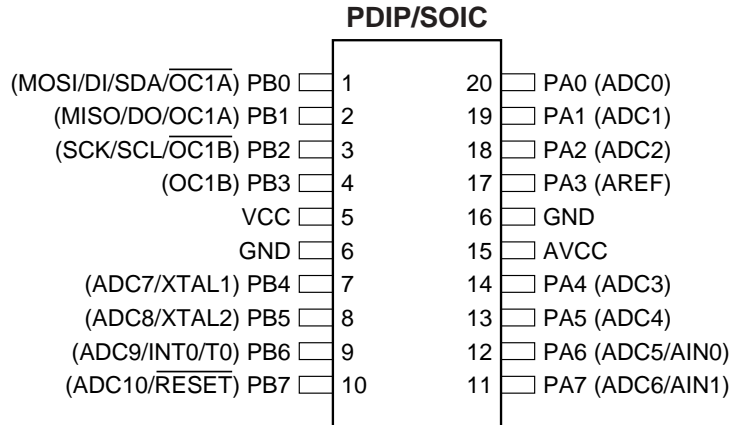 PDIP/SOIC
(MOSI/DI/SDA/O̅C̅1̅A̅) PB0 1 20 PA0 (ADC0)
(MISO/DO/OC1A) PB1 2 19 PA1 (ADC1)
(SCK/SCL/O̅C̅1̅B̅) PB2 3 18 PA2 (ADC2)
(OC1B) PB3 4 17 PA3 (AREF)
VCC 5 16 GND
GND 6 15 AVCC
(ADC7/XTAL1) PB4 7 14 PA4 (ADC3)
(ADC8/XTAL2) PB5 8 13 PA5 (ADC4)
(ADC9/INT0/T0) PB6 9 12 PA6 (ADC5/AIN0)
(ADC10/R̅E̅S̅E̅T̅) PB7 10 11 PA7 (ADC6/AIN1)